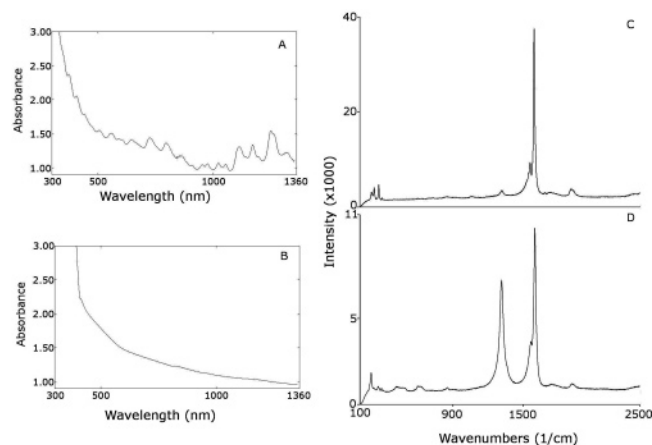 A
3.00
2.50
2.00
1.50
1.00
Absorbance
300 500 1000 1360
Wavelength (nm)
B
3.00
2.50
2.00
1.50
1.00
Absorbance
300 500 1000 1360
Wavelength (nm)
C
40
20
0
Intensity (x1000)
D
11
5
0
100 900 1500 2500
Wavenumbers (1/cm)